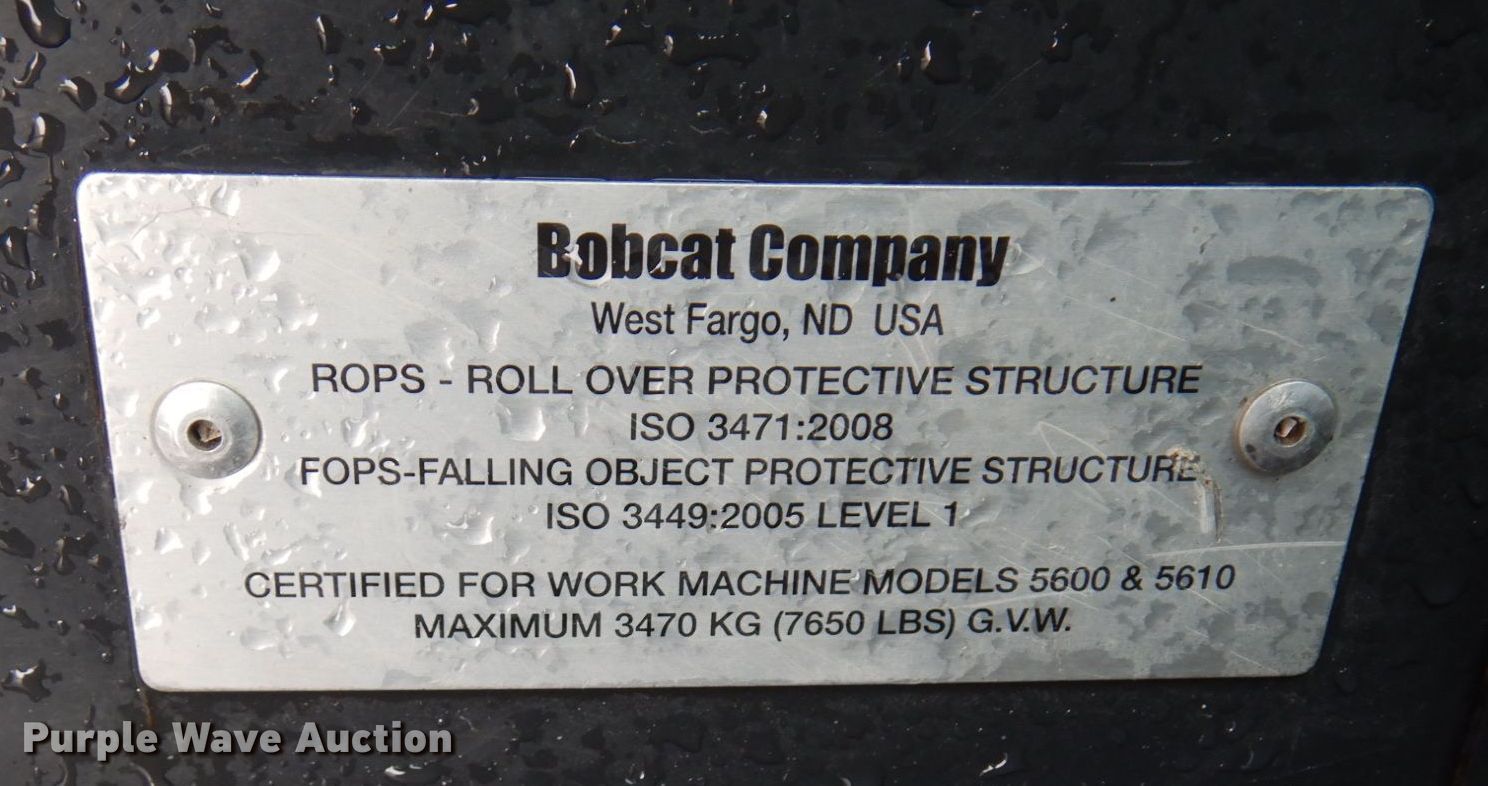 Bobcat Company
West Fargo, ND USA
ROPS - ROLL OVER PROTECTIVE STRUCTURE
ISO 3471:2008
FOPS-FALLING OBJECT PROTECTIVE STRUCTURE
ISO 3449:2005 LEVEL 1
CERTIFIED FOR WORK MACHINE MODELS 5600 & 5610
MAXIMUM 3470 KG (7650 LBS) G.V.W.
Purple Wave Auction